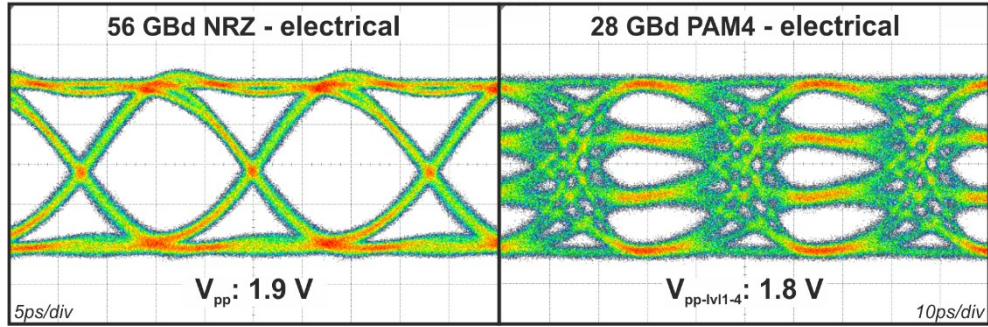 56 GBd NRZ - electrical
28 GBd PAM4 - electrical
Vpp: 1.9 V
Vpp-lvl1-4: 1.8 V
5ps/div
10ps/div